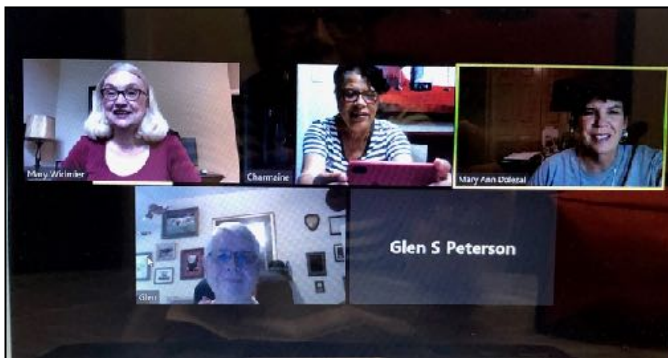 Mary Widmier
Charmaine
Mary Ann Dolezal
Glen
Glen S Peterson